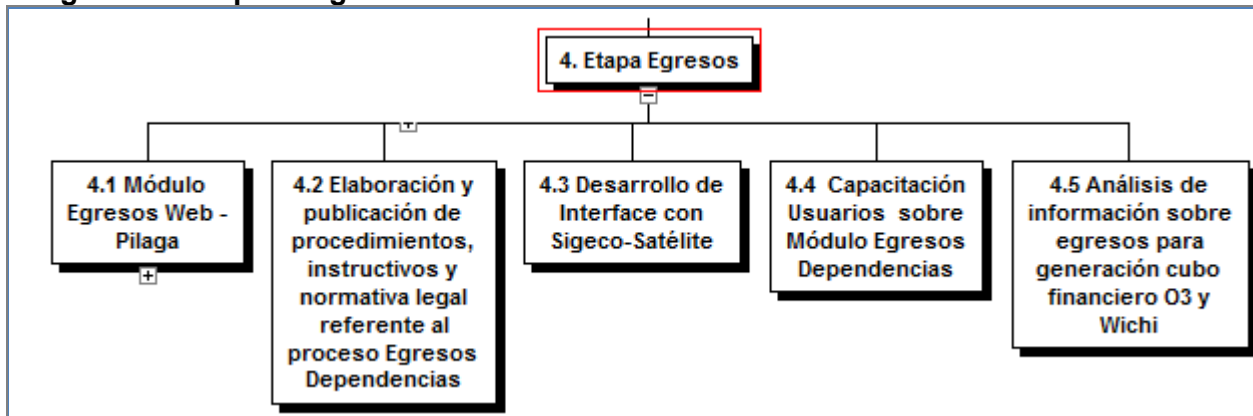 4. Etapa Egresos
4.1 Módulo
Egresos Web -
Pilaga
4.2 Elaboración y
publicación de
procedimientos,
instructivos y
normativa legal
referente al
proceso Egresos
Dependencias
4.3 Desarrollo de
Interface con
Sigeco-Satélite
4.4 Capacitación
Usuarios sobre
Módulo Egresos
Dependencias
4.5 Análisis de
información sobre
egresos para
generación cubo
financiero O3 y
Wichi